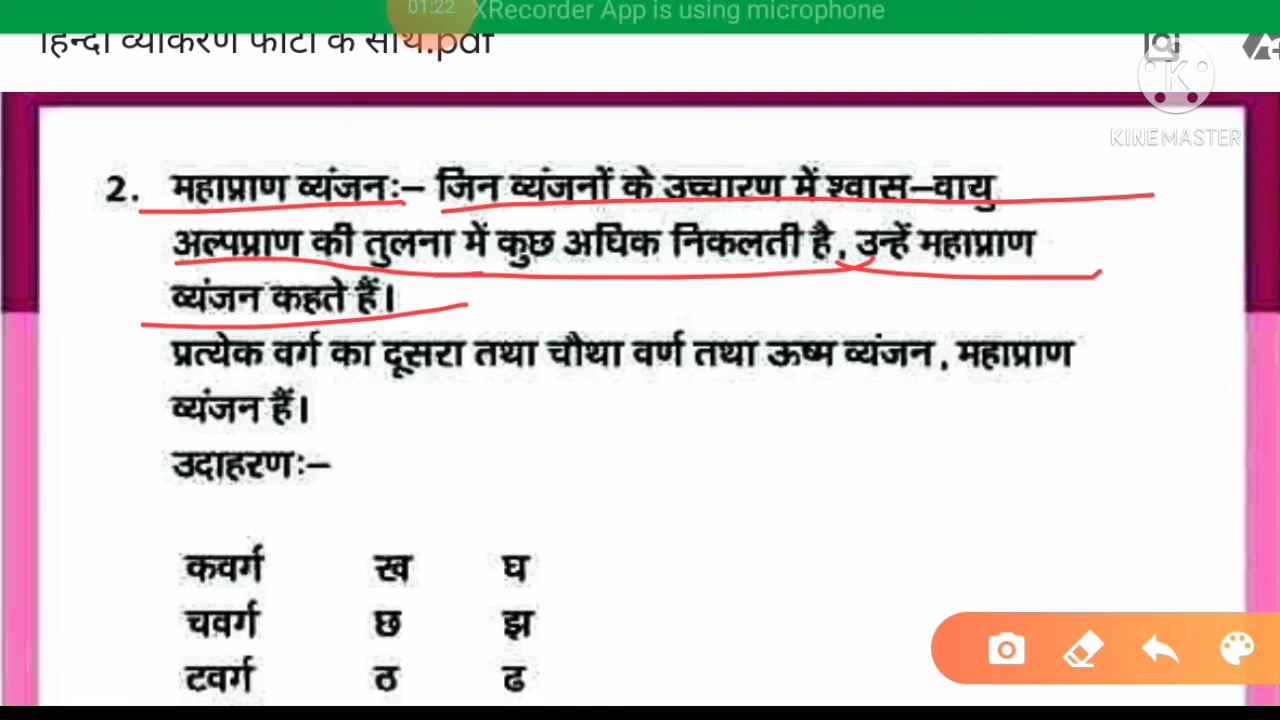 01:22 XRecorder App is using microphone
हिन्दी व्याकरण फोटो के साथ.pdf
K
KINEMASTER
2. महाप्राण व्यंजनः– जिन व्यंजनों के उच्चारण में श्वास–वायु
अल्पप्राण की तुलना में कुछ अधिक निकलती है, उन्हें महाप्राण
व्यंजन कहते हैं।
प्रत्येक वर्ग का दूसरा तथा चौथा वर्ण तथा ऊष्म व्यंजन, महाप्राण
व्यंजन हैं।
उदाहरणः–
कवर्ग ख घ
चवर्ग छ झ
टवर्ग ठ ढ